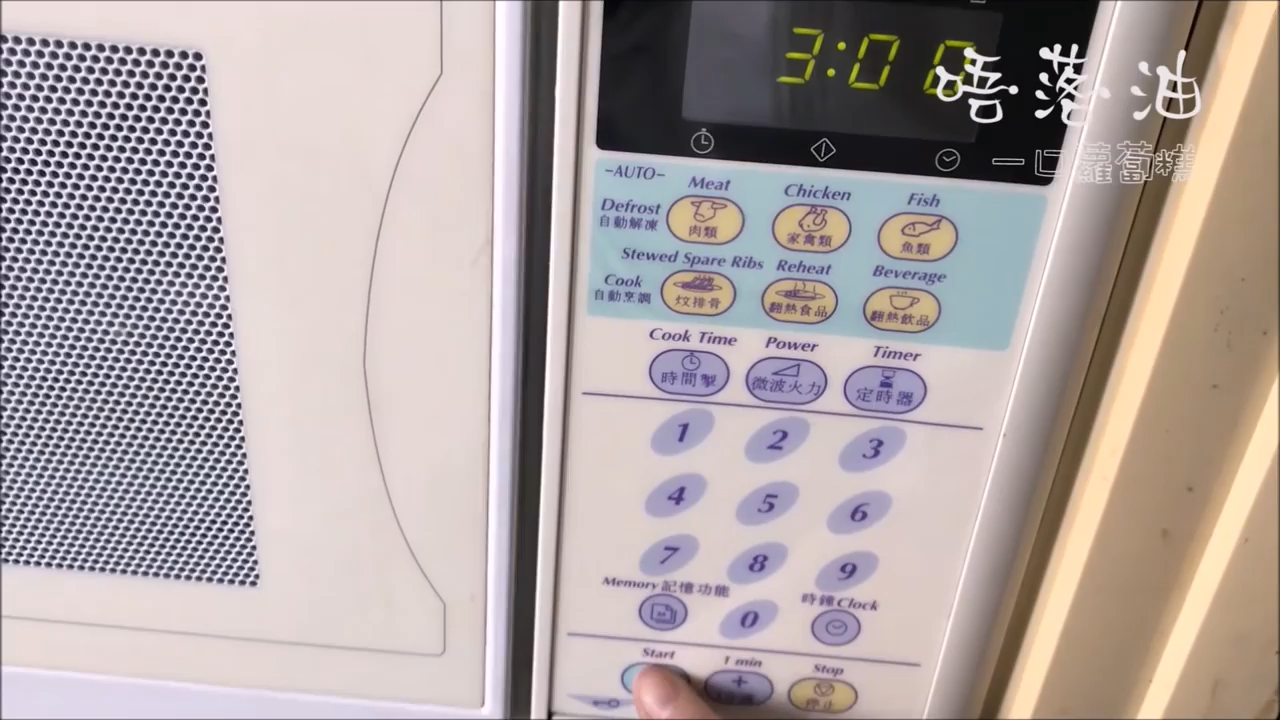 3:00
唔落油
一口蘿蔔糕
-AUTO-
Meat Chicken Fish
Defrost
自動解凍
肉類 家禽類 魚類
Stewed Spare Ribs Reheat Beverage
Cook
自動烹調
炆排骨 翻熱食品 翻熱飲品
Cook Time Power Timer
時間掣 微波火力 定時器
1 2 3
4 5 6
7 8 9
Memory 記憶功能 時鐘 Clock
0
Start 1 min Stop
+
停止